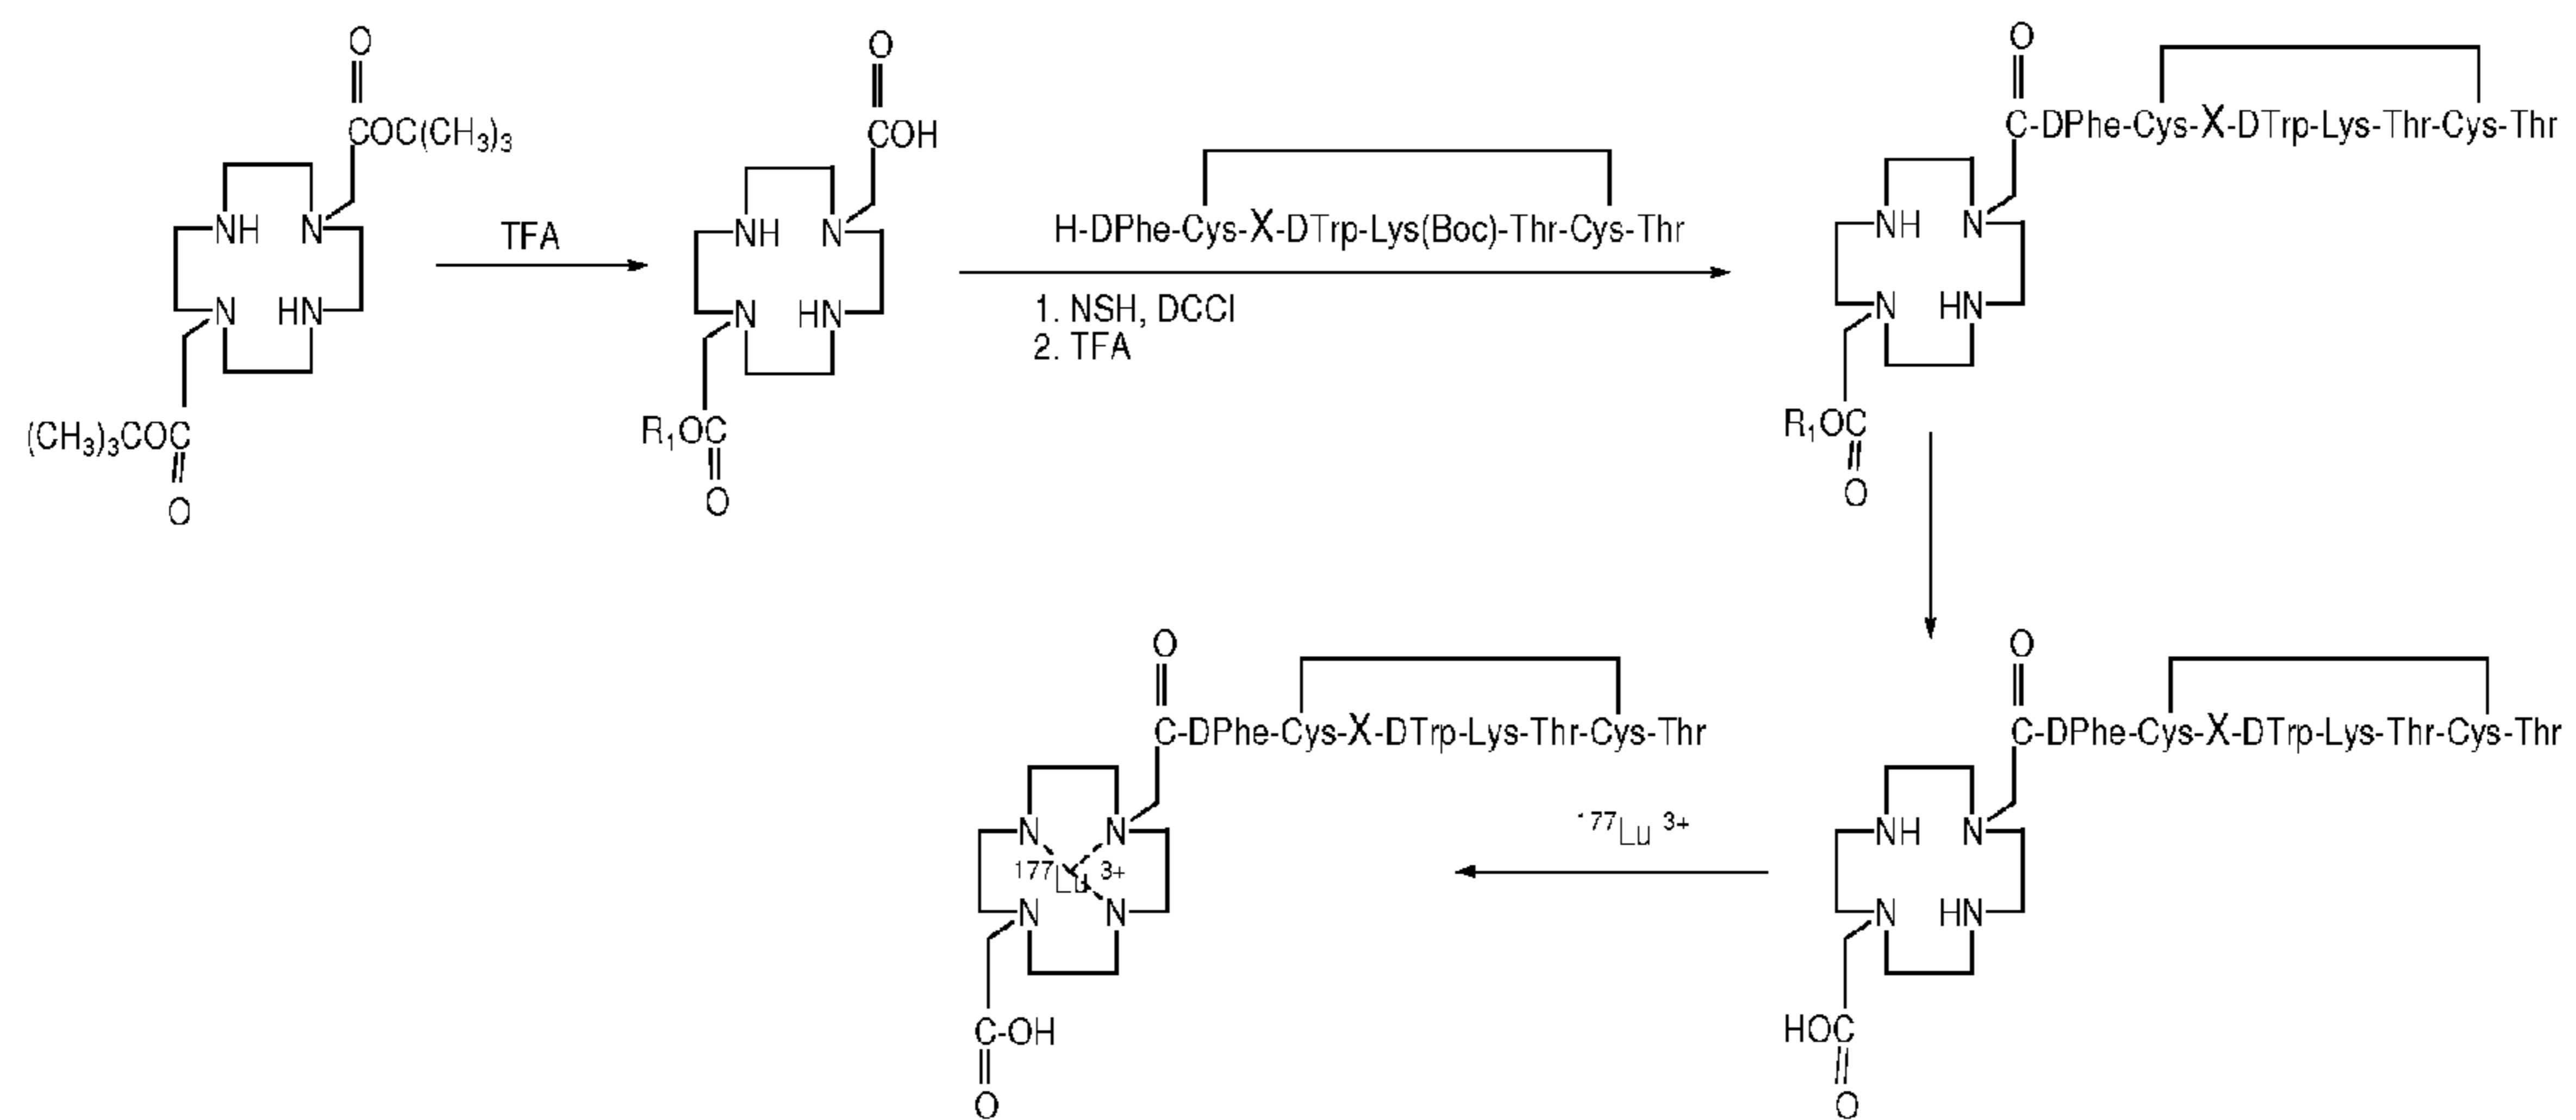 O
COC(CH₃)₃
NH N
N HN
(CH₃)₃COC
O
TFA
O
COH
NH N
N HN
R₁OC
O
H-DPhe-Cys-X-DTrp-Lys(Boc)-Thr-Cys-Thr
1. NSH, DCCI
2. TFA
O
C-DPhe-Cys-X-DTrp-Lys-Thr-Cys-Thr
NH N
N HN
R₁OC
O
O
C-DPhe-Cys-X-DTrp-Lys-Thr-Cys-Thr
NH N
N HN
HOC
O
¹⁷⁷Lu ³⁺
O
C-DPhe-Cys-X-DTrp-Lys-Thr-Cys-Thr
N N
¹⁷⁷Lu ³⁺
N N
C-OH
O